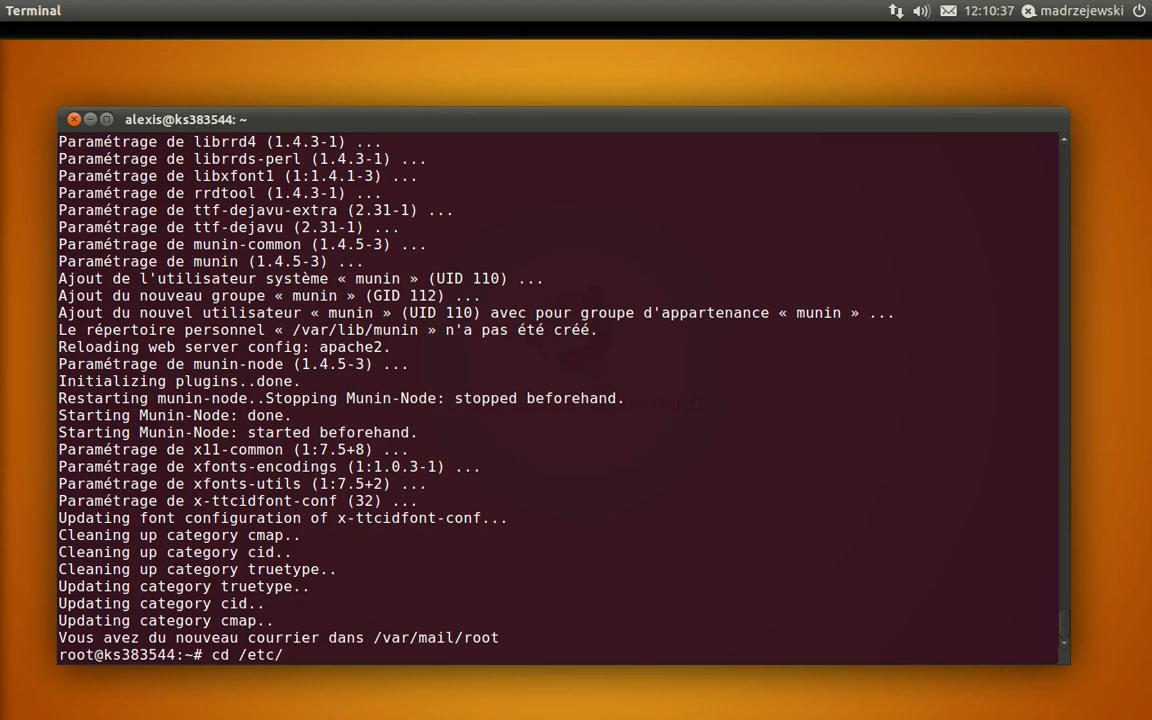 Terminal
12:10:37 madrzejewski
alexis@ks383544: ~
Paramétrage de librrd4 (1.4.3-1) ...
Paramétrage de librrds-perl (1.4.3-1) ...
Paramétrage de libxfont1 (1:1.4.1-3) ...
Paramétrage de rrdtool (1.4.3-1) ...
Paramétrage de ttf-dejavu-extra (2.31-1) ...
Paramétrage de ttf-dejavu (2.31-1) ...
Paramétrage de munin-common (1.4.5-3) ...
Paramétrage de munin (1.4.5-3) ...
Ajout de l'utilisateur système « munin » (UID 110) ...
Ajout du nouveau groupe « munin » (GID 112) ...
Ajout du nouvel utilisateur « munin » (UID 110) avec pour groupe d'appartenance « munin » ...
Le répertoire personnel « /var/lib/munin » n'a pas été créé.
Reloading web server config: apache2.
Paramétrage de munin-node (1.4.5-3) ...
Initializing plugins..done.
Restarting munin-node..Stopping Munin-Node: stopped beforehand.
Starting Munin-Node: done.
Starting Munin-Node: started beforehand.
Paramétrage de x11-common (1:7.5+8) ...
Paramétrage de xfonts-encodings (1:1.0.3-1) ...
Paramétrage de xfonts-utils (1:7.5+2) ...
Paramétrage de x-ttcidfont-conf (32) ...
Updating font configuration of x-ttcidfont-conf...
Cleaning up category cmap..
Cleaning up category cid..
Cleaning up category truetype..
Updating category truetype..
Updating category cid..
Updating category cmap..
Vous avez du nouveau courrier dans /var/mail/root
root@ks383544:~# cd /etc/